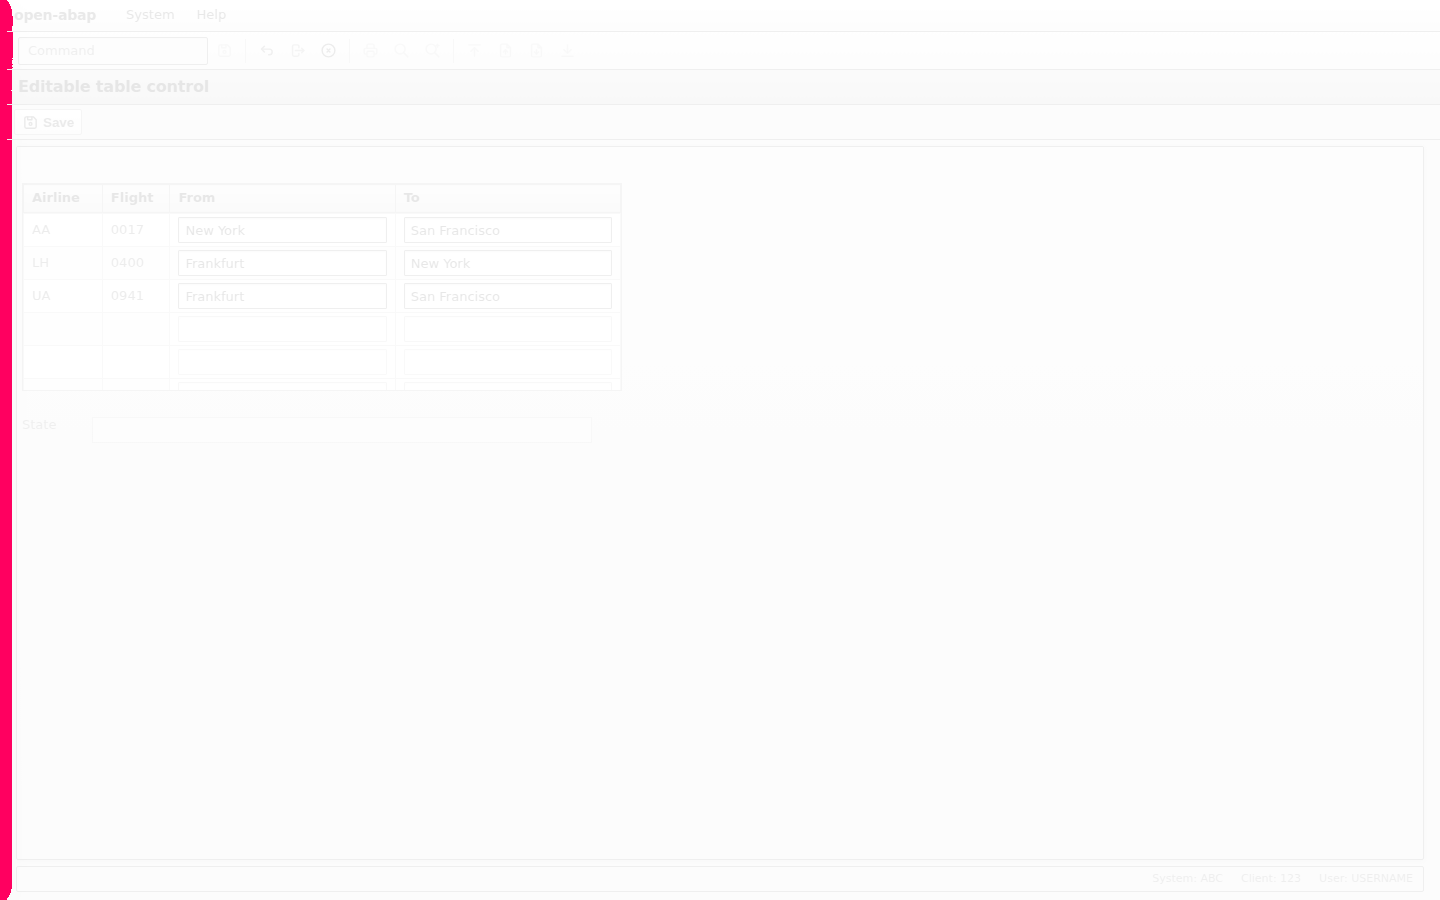 open-abap System Help
Command
Editable table control
Save
Airline Flight From To
AA 0017 New York San Francisco
LH 0400 Frankfurt New York
UA 0941 Frankfurt San Francisco
State
System: ABC Client: 123 User: USERNAME